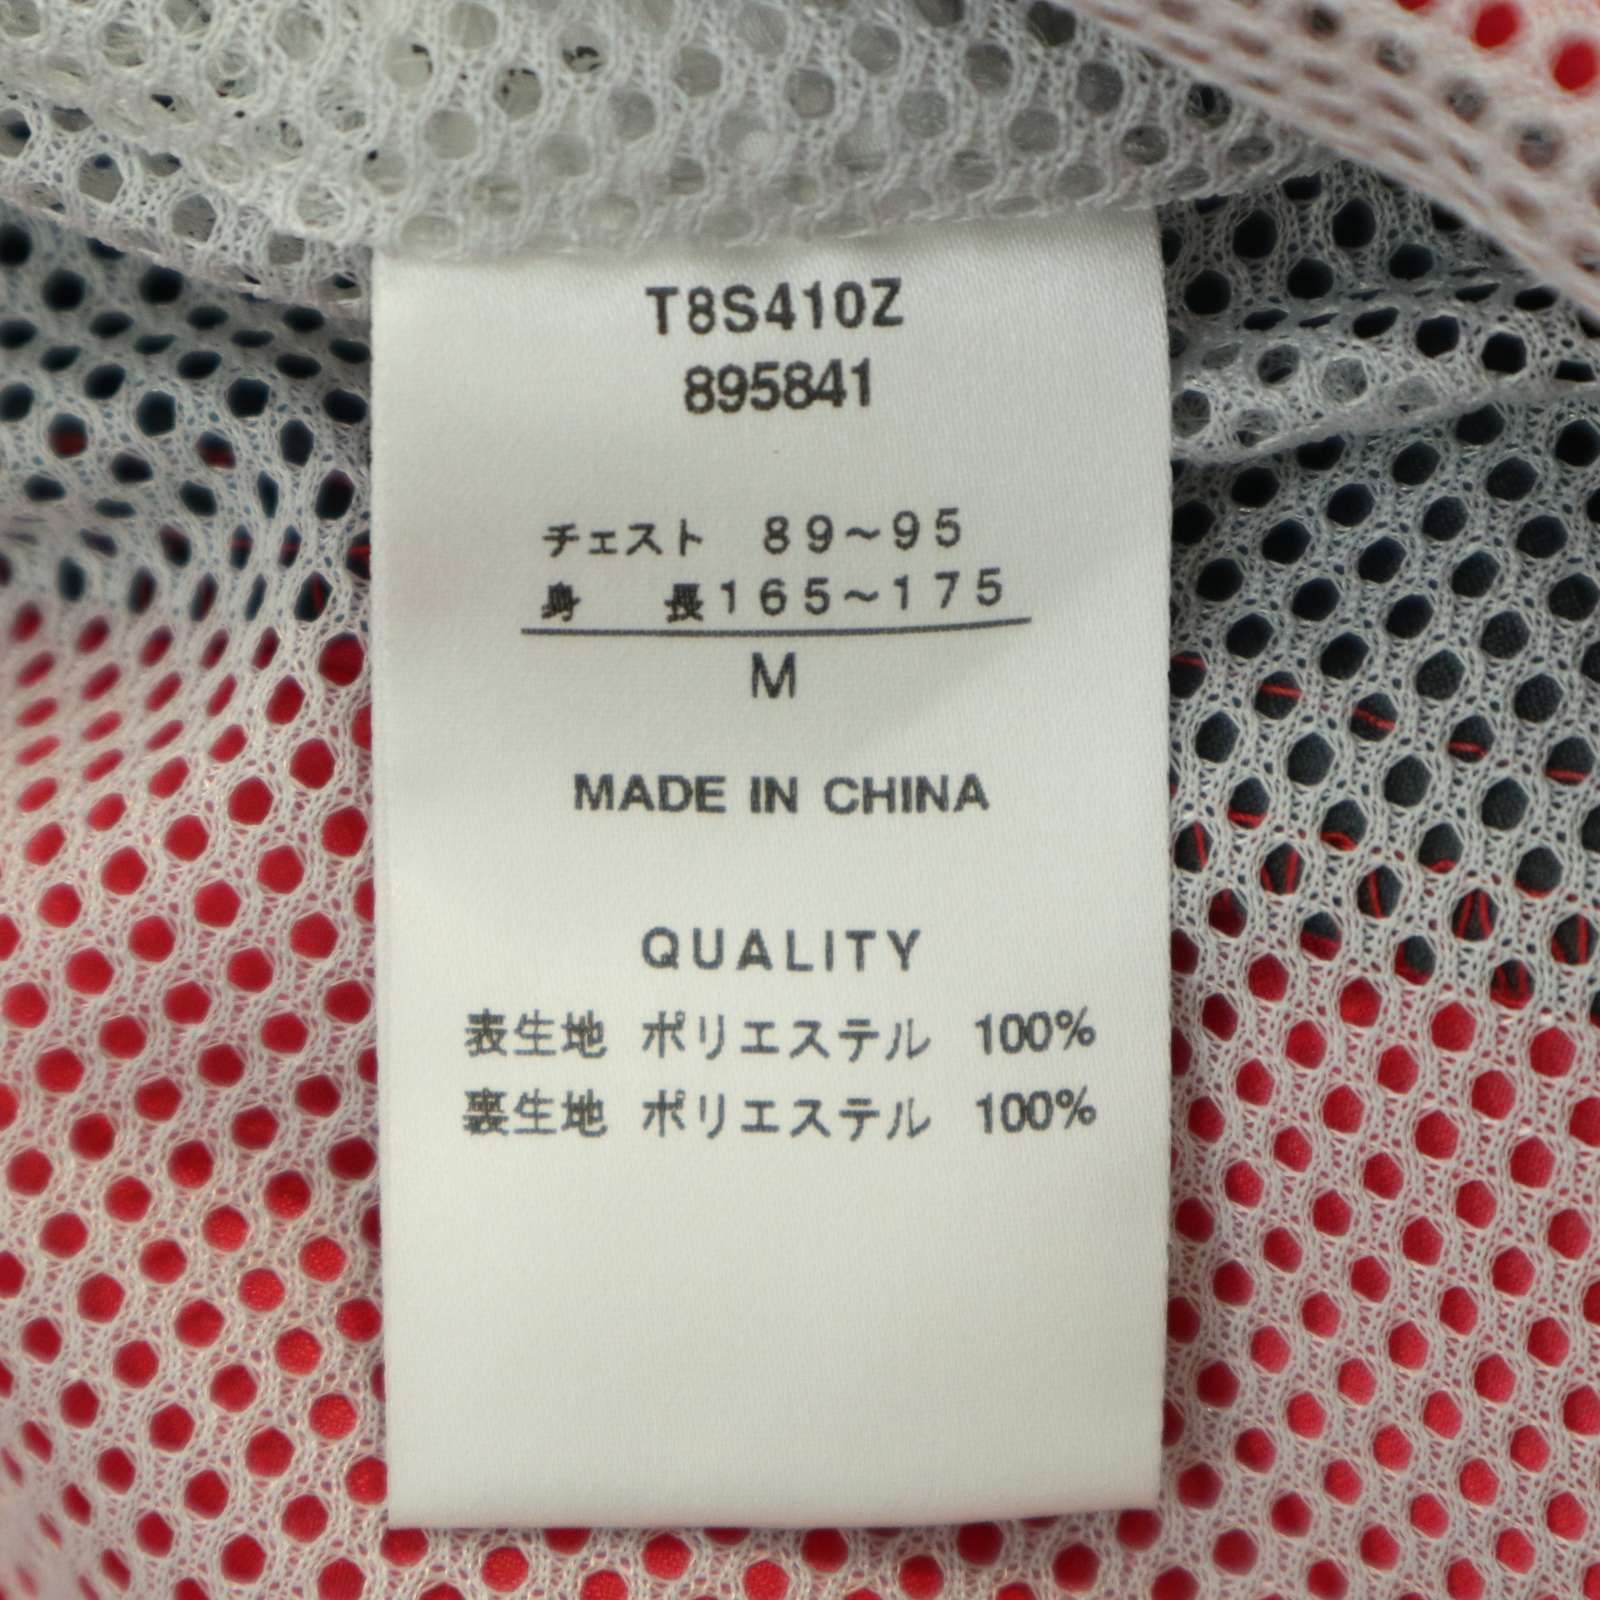 T8S410Z
895841
チェスト 89～95
身 長165～175
M
MADE IN CHINA
QUALITY
表生地 ポリエステル 100%
裏生地 ポリエステル 100%